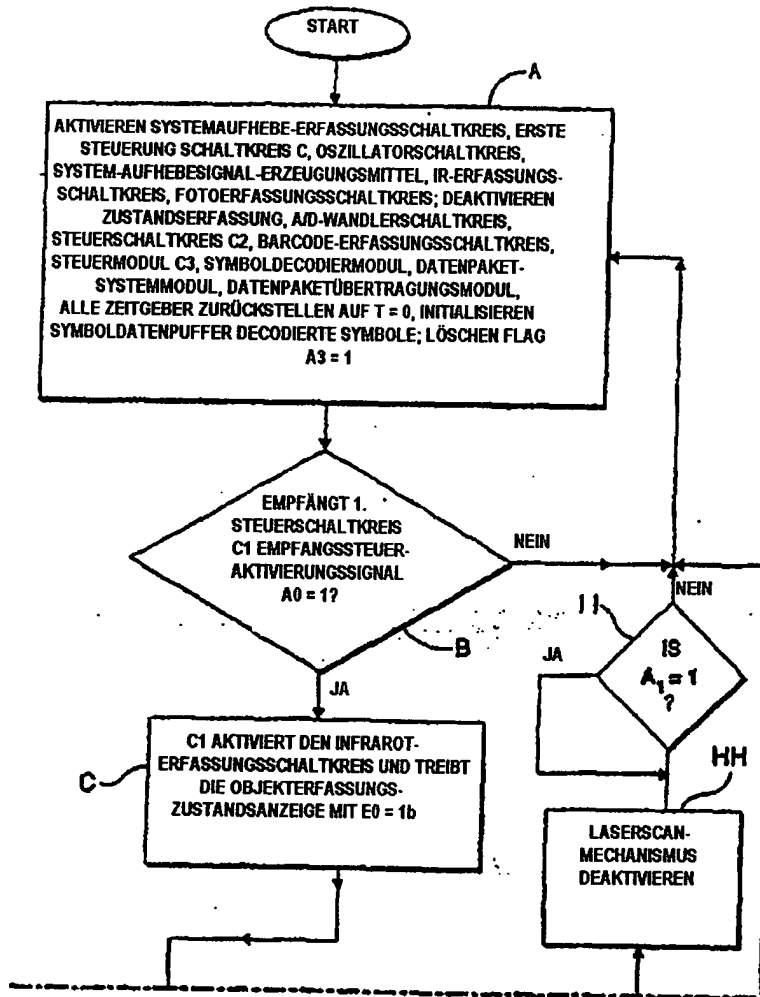 START
A
AKTIVIEREN SYSTEMAUFHEBE-ERFASSUNGSSCHALTKREIS, ERSTE
STEUERUNG SCHALTKREIS C, OSZILLATORSCHALTKREIS,
SYSTEM-AUFHEBESIGNAL-ERZEUGUNGSMITTEL, IR-ERFASSUNGS-
SCHALTKREIS, FOTOERFASSUNGSSCHALTKREIS; DEAKTIVIEREN
ZUSTANDSERFASSUNG, A/D-WANDLERSCHALTKREIS,
STEUERSCHALTKREIS C2, BARCODE-ERFASSUNGSSCHALTKREIS,
STEUERMODUL C3, SYMBOLDECODIERMODUL, DATENPAKET-
SYSTEMMODUL, DATENPAKETÜBERTRAGUNGSMODUL,
ALLE ZEITGEBER ZURÜCKSTELLEN AUF T = 0, INITIALISIEREN
SYMBOLDATENPUFFER DECODIERTE SYMBOLE; LÖSCHEN FLAG
A3 = 1
EMPFÄNGT 1.
STEUERSCHALTKREIS
C1 EMPFANGSSTEUER-
AKTIVIERUNGSSIGNAL
A0 = 1?
NEIN
B
JA
NEIN
II
JA
IS
A₁ = 1
?
C
C1 AKTIVIERT DEN INFRAROT-
ERFASSUNGSSCHALTKREIS UND TREIBT
DIE OBJEKTERFASSUNGS-
ZUSTANDSANZEIGE MIT E0 = 1b
HH
LASERSCAN-
MECHANISMUS
DEAKTIVIEREN